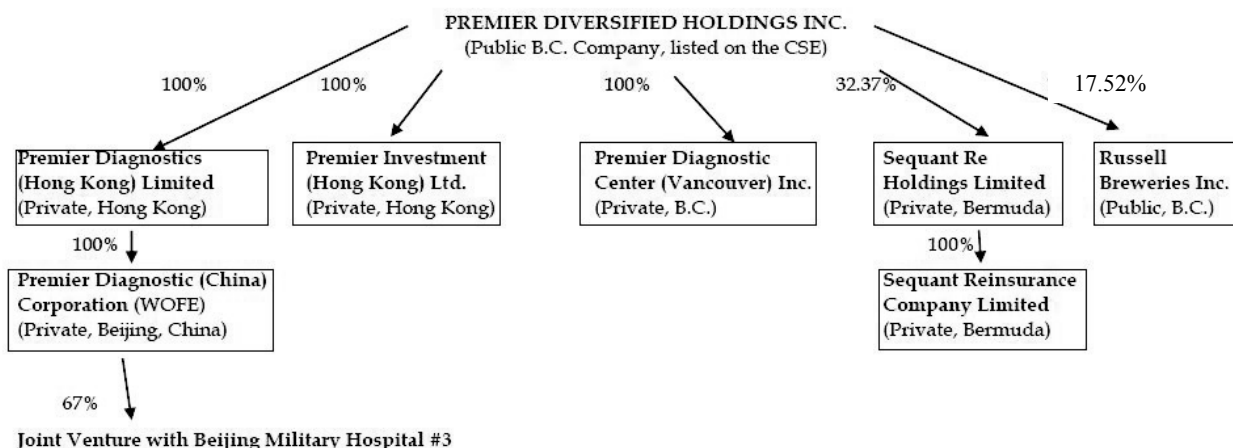 PREMIER DIVERSIFIED HOLDINGS INC.
(Public B.C. Company, listed on the CSE)
100%
100%
100%
32.37%
17.52%
Premier Diagnostics
(Hong Kong) Limited
(Private, Hong Kong)
Premier Investment
(Hong Kong) Ltd.
(Private, Hong Kong)
Premier Diagnostic
Center (Vancouver) Inc.
(Private, B.C.)
Sequant Re
Holdings Limited
(Private, Bermuda)
Russell
Breweries Inc.
(Public, B.C.)
100%
100%
Premier Diagnostic (China)
Corporation (WOFE)
(Private, Beijing, China)
Sequant Reinsurance
Company Limited
(Private, Bermuda)
67%
Joint Venture with Beijing Military Hospital #3